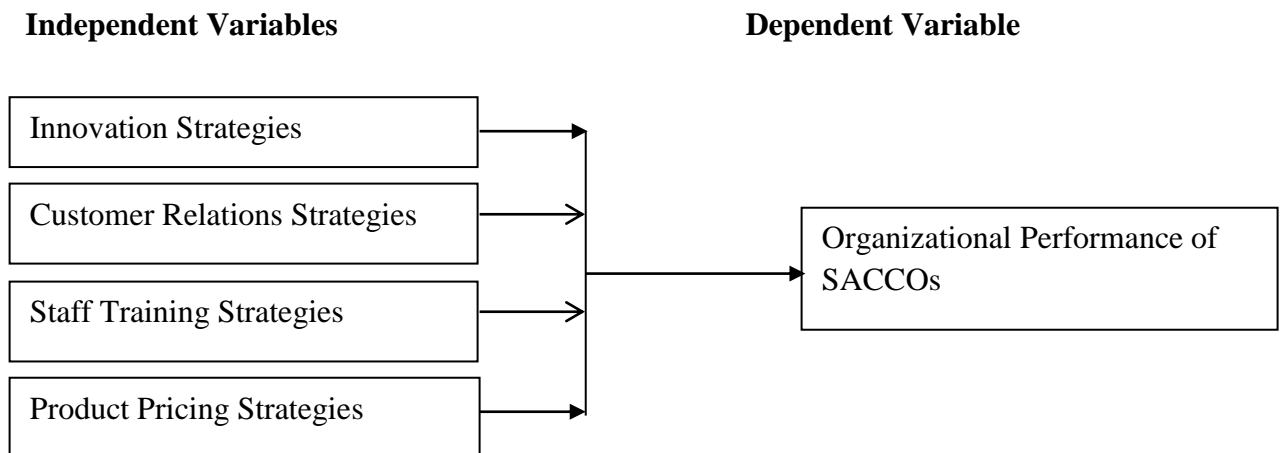 Independent Variables
Dependent Variable
Innovation Strategies
Customer Relations Strategies
Staff Training Strategies
Product Pricing Strategies
Organizational Performance of
SACCOs